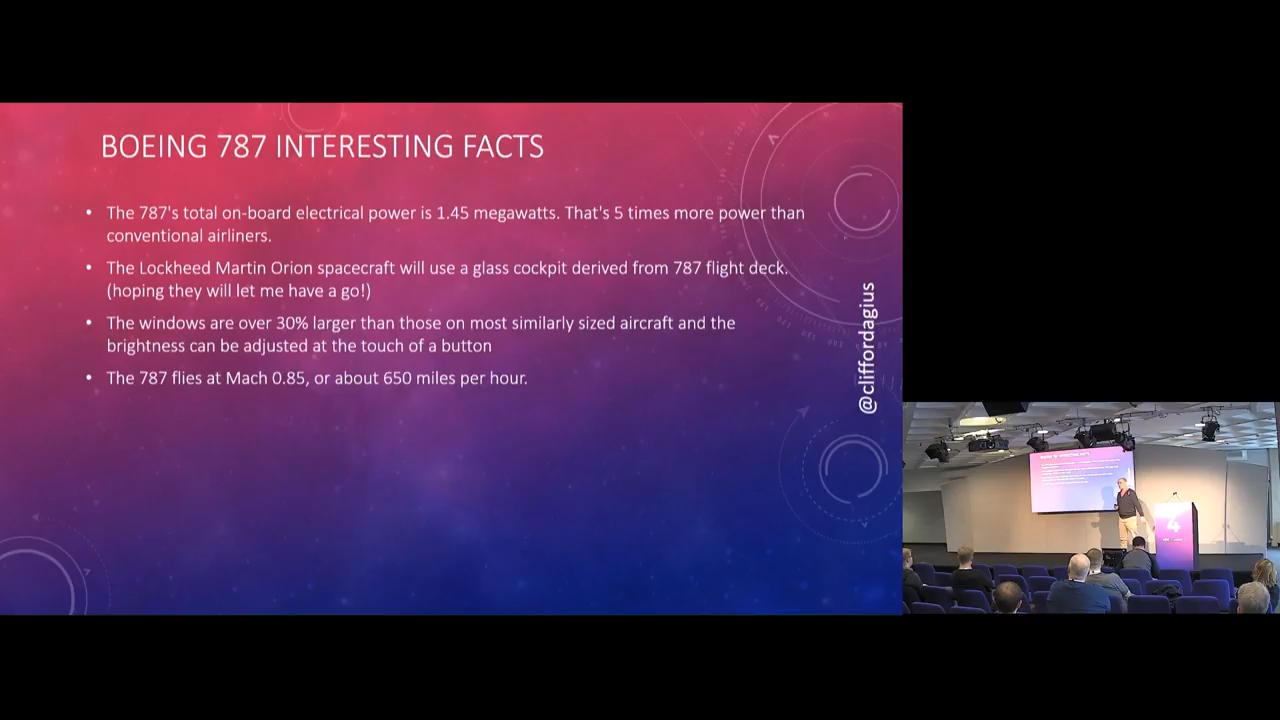 BOEING 787 INTERESTING FACTS
• The 787's total on-board electrical power is 1.45 megawatts. That's 5 times more power than
conventional airliners.
• The Lockheed Martin Orion spacecraft will use a glass cockpit derived from 787 flight deck.
(hoping they will let me have a go!)
• The windows are over 30% larger than those on most similarly sized aircraft and the
brightness can be adjusted at the touch of a button
• The 787 flies at Mach 0.85, or about 650 miles per hour.
@cliffordagius
4